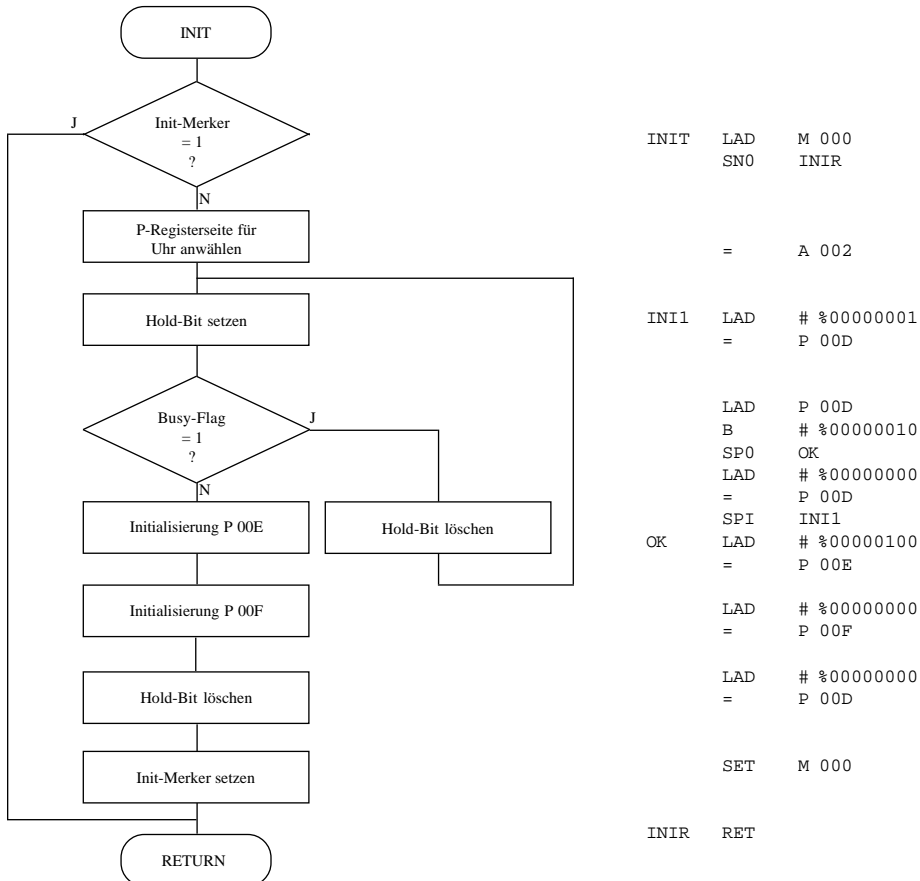 INIT
J
Init-Merker
= 1
?
N
P-Registerseite für
Uhr anwählen
Hold-Bit setzen
Busy-Flag
= 1
?
J
N
Initialisierung P 00E
Hold-Bit löschen
Initialisierung P 00F
Hold-Bit löschen
Init-Merker setzen
RETURN
INIT LAD M 000
SN0 INIR
= A 002
INI1 LAD # %00000001
= P 00D
LAD P 00D
B # %00000010
SP0 OK
LAD # %00000000
= P 00D
SPI INI1
OK LAD # %00000100
= P 00E
LAD # %00000000
= P 00F
LAD # %00000000
= P 00D
SET M 000
INIR RET